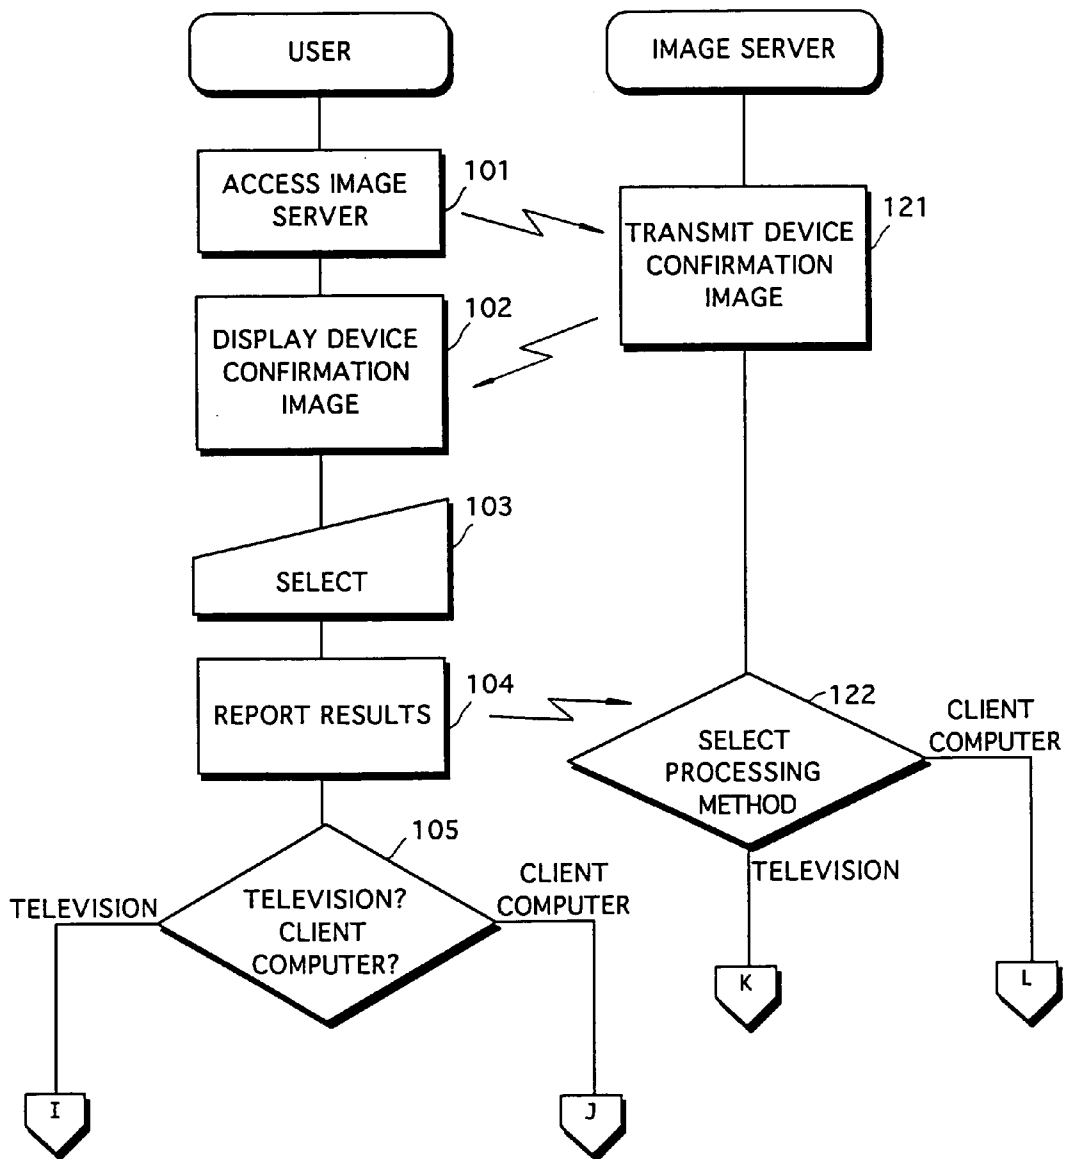 USER
IMAGE SERVER
ACCESS IMAGE
SERVER
101
TRANSMIT DEVICE
CONFIRMATION
IMAGE
121
DISPLAY DEVICE
CONFIRMATION
IMAGE
102
SELECT
103
REPORT RESULTS
104
SELECT
PROCESSING
METHOD
122
CLIENT
COMPUTER
TELEVISION
TELEVISION?
CLIENT
COMPUTER?
105
TELEVISION
CLIENT
COMPUTER
K
L
I
J